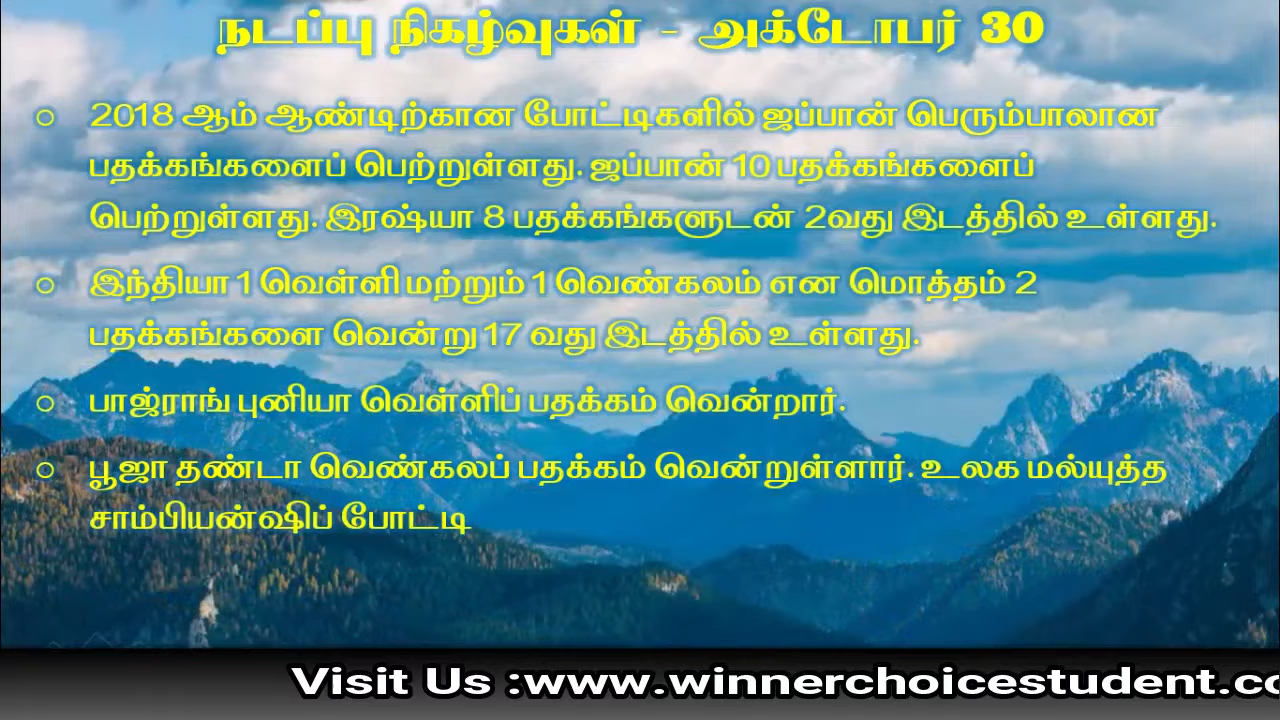 நடப்பு நிகழ்வுகள் - அக்டோபர் 30
○ 2018 ஆம் ஆண்டிற்கான போட்டிகளில் ஜப்பான் பெரும்பாலான
பதக்கங்களைப் பெற்றுள்ளது. ஜப்பான் 10 பதக்கங்களைப்
பெற்றுள்ளது. இரஷ்யா 8 பதக்கங்களுடன் 2வது இடத்தில் உள்ளது.
○ இந்தியா 1 வெள்ளி மற்றும் 1 வெண்கலம் என மொத்தம் 2
பதக்கங்களை வென்று 17 வது இடத்தில் உள்ளது.
○ பாஜ்ராங் புனியா வெள்ளிப் பதக்கம் வென்றார்.
○ பூஜா தண்டா வெண்கலப் பதக்கம் வென்றுள்ளார். உலக மல்யுத்த
சாம்பியன்ஷிப் போட்டி
Visit Us :www.winnerchoicestudent.co